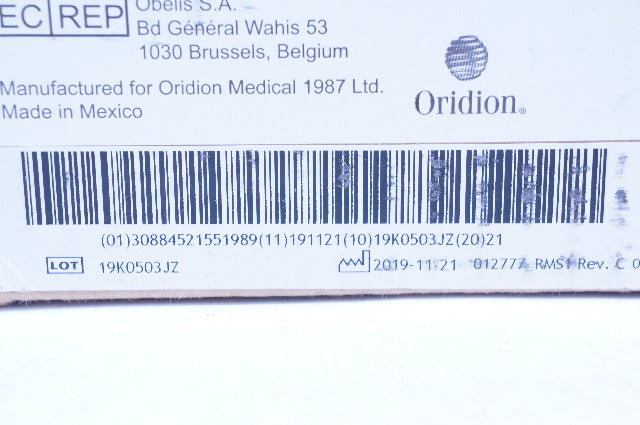 EC REP
Obelis S.A.
Bd Général Wahis 53
1030 Brussels, Belgium
Manufactured for Oridion Medical 1987 Ltd.
Made in Mexico
Oridion®
(01)30884521551989(11)191121(10)19K0503JZ(20)21
LOT 19K0503JZ
2019-11-21 012777 RMS1 Rev. C 0